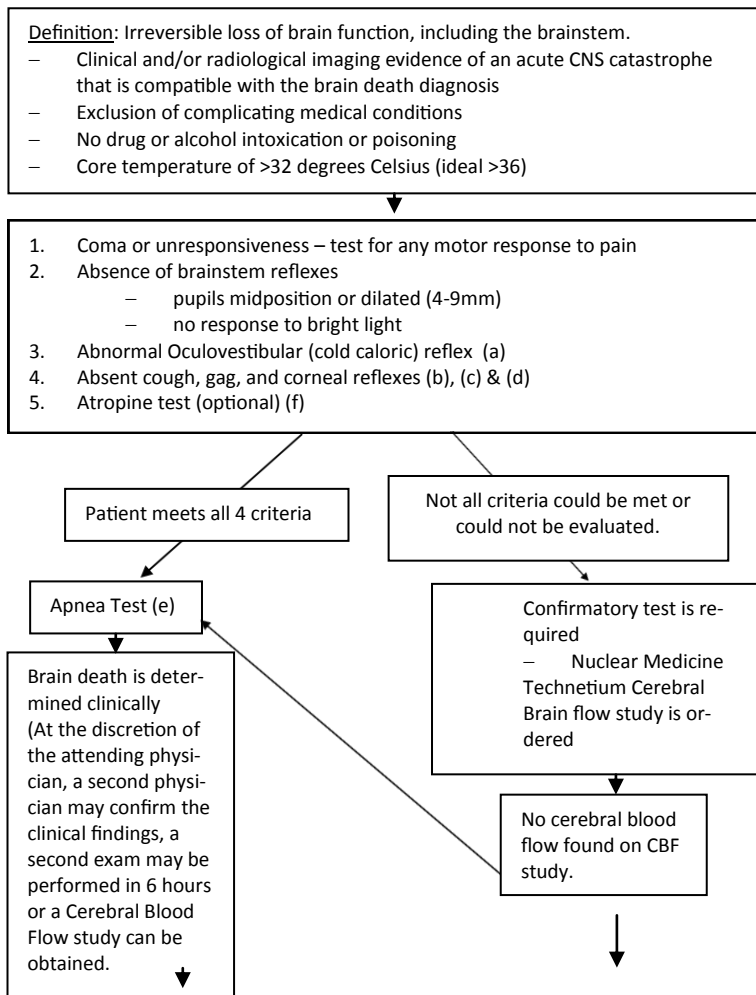 Definition: Irreversible loss of brain function, including the brainstem.
– Clinical and/or radiological imaging evidence of an acute CNS catastrophe
that is compatible with the brain death diagnosis
– Exclusion of complicating medical conditions
– No drug or alcohol intoxication or poisoning
– Core temperature of >32 degrees Celsius (ideal >36)
1. Coma or unresponsiveness – test for any motor response to pain
2. Absence of brainstem reflexes
– pupils midposition or dilated (4-9mm)
– no response to bright light
3. Abnormal Oculovestibular (cold caloric) reflex (a)
4. Absent cough, gag, and corneal reflexes (b), (c) & (d)
5. Atropine test (optional) (f)
Patient meets all 4 criteria
Not all criteria could be met or
could not be evaluated.
Apnea Test (e)
Confirmatory test is re-
quired
– Nuclear Medicine
Technetium Cerebral
Brain flow study is or-
dered
Brain death is deter-
mined clinically
(At the discretion of
the attending physi-
cian, a second physi-
cian may confirm the
clinical findings, a
second exam may be
performed in 6 hours
or a Cerebral Blood
Flow study can be
obtained.
No cerebral blood
flow found on CBF
study.